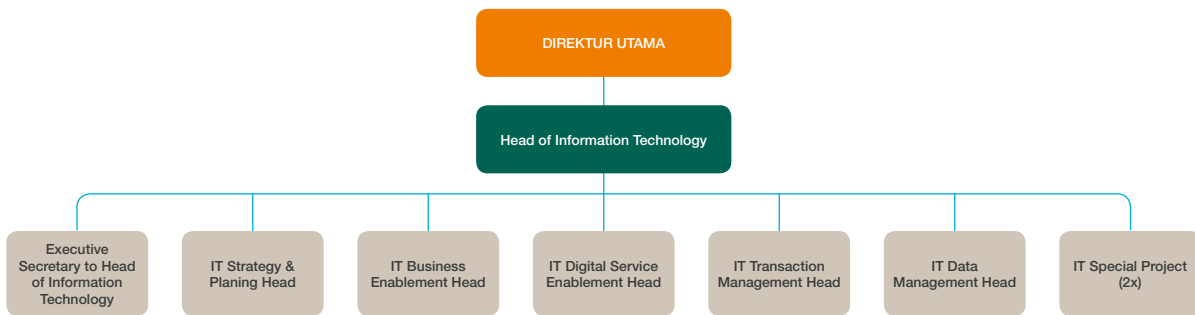 DIREKTUR UTAMA
Head of Information Technology
Executive
Secretary to Head
of Information
Technology
IT Strategy &
Planing Head
IT Business
Enablement Head
IT Digital Service
Enablement Head
IT Transaction
Management Head
IT Data
Management Head
IT Special Project
(2x)